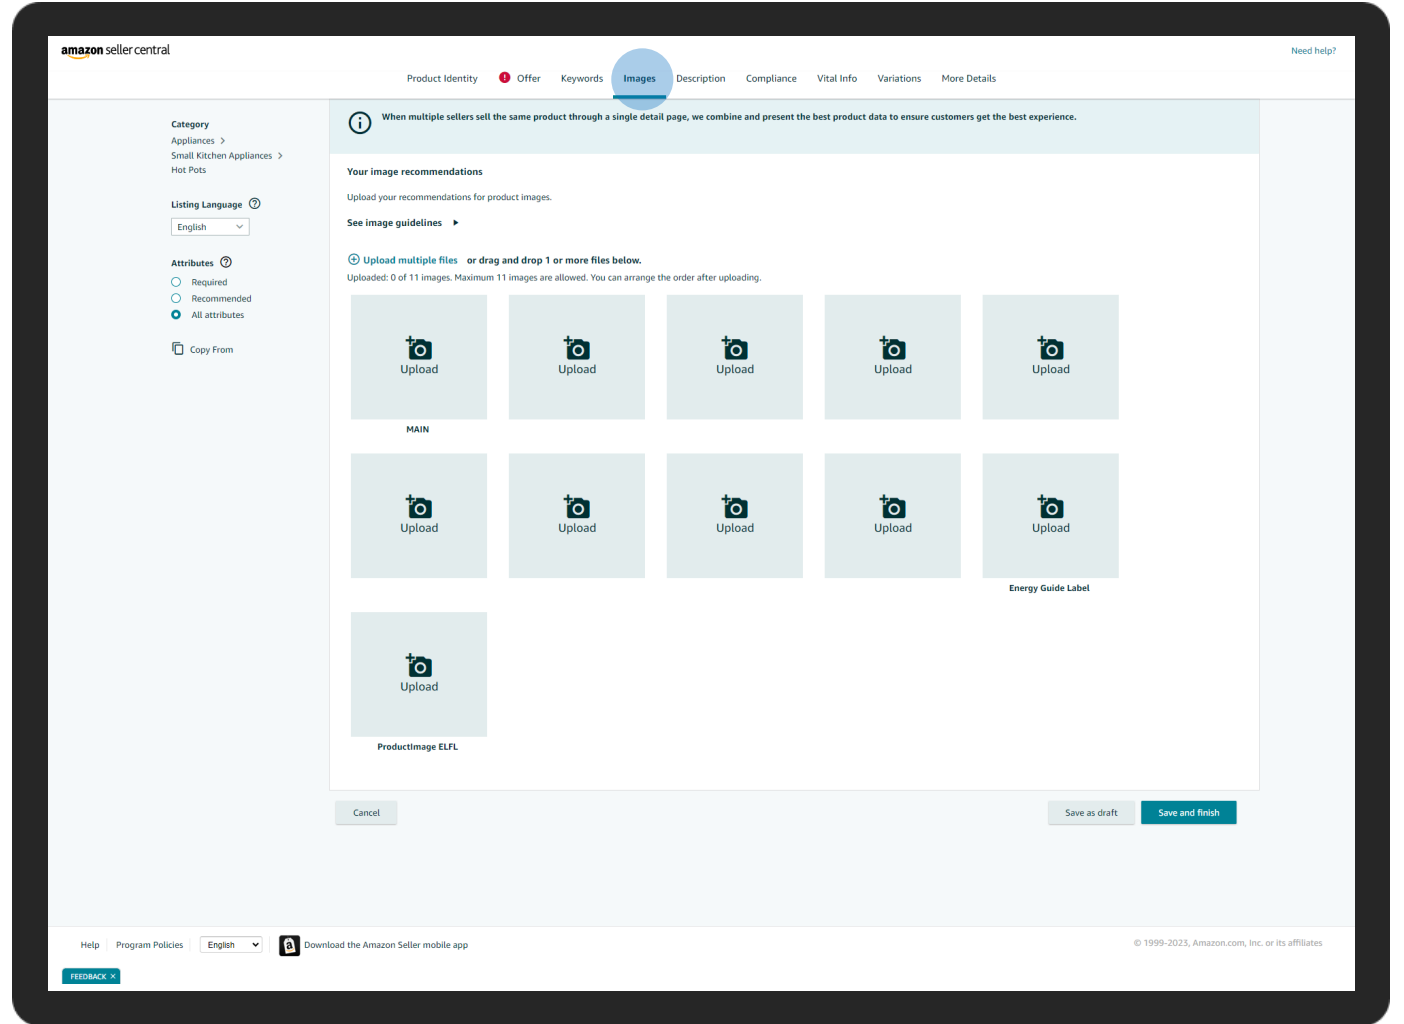 amazon seller central
Need help?
Product Identity Offer Keywords Images Description Compliance Vital Info Variations More Details
Category
Appliances
Small Kitchen Appliances
Hot Pots
Listing Language
English
Attributes
Required
Recommended
All attributes
Copy From
When multiple sellers sell the same product through a single detail page, we combine and present the best product data to ensure customers get the best experience.
Your image recommendations
Upload your recommendations for product images.
See image guidelines
Upload multiple files or drag and drop 1 or more files below.
Uploaded: 0 of 11 images. Maximum 11 images are allowed. You can arrange the order after uploading.
Upload Upload Upload Upload Upload
MAIN
Upload Upload Upload Upload Upload
Energy Guide Label
Upload
ProductImage ELFL
Cancel Save as draft Save and finish
Help Program Policies English a Download the Amazon Seller mobile app © 1999-2023, Amazon.com, Inc. or its affiliates
FEEDBACK ×